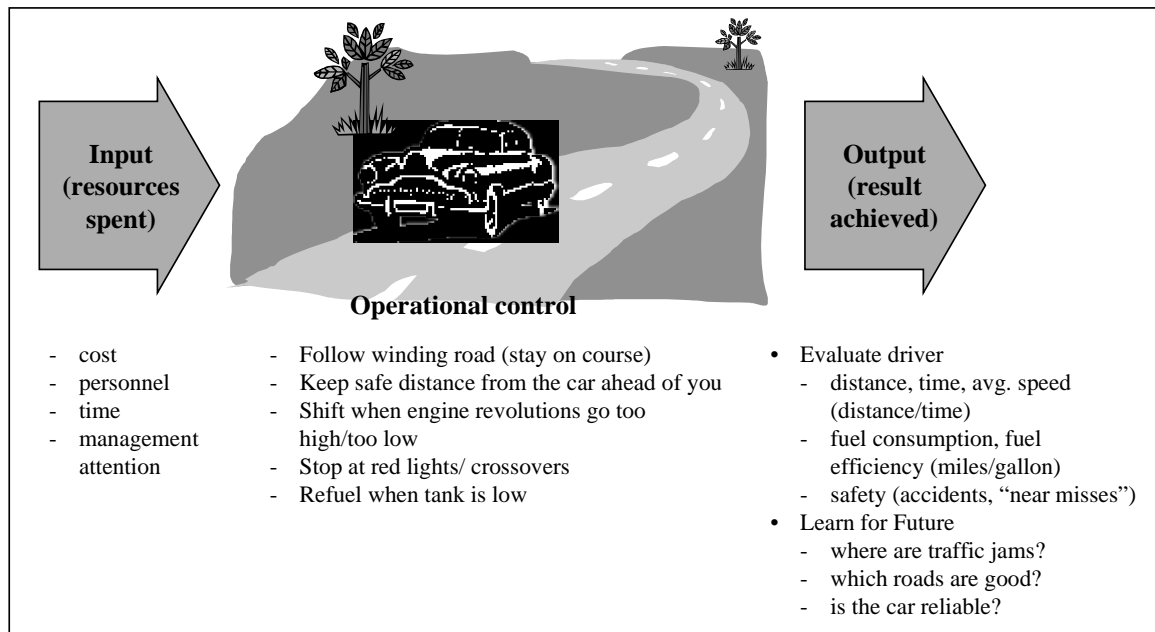 Input
(resources
spent)
Output
(result
achieved)
Operational control
- cost
- personnel
- time
- management
attention
- Follow winding road (stay on course)
- Keep safe distance from the car ahead of you
- Shift when engine revolutions go too
high/too low
- Stop at red lights/ crossovers
- Refuel when tank is low
• Evaluate driver
- distance, time, avg. speed
(distance/time)
- fuel consumption, fuel
efficiency (miles/gallon)
- safety (accidents, “near misses”)
• Learn for Future
- where are traffic jams?
- which roads are good?
- is the car reliable?